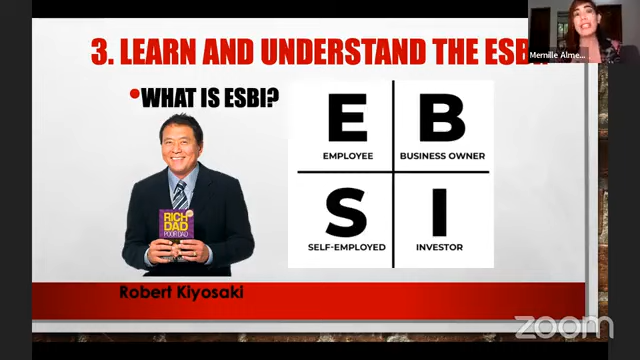 3. LEARN AND UNDERSTAND THE ESB
•WHAT IS ESBI?
E
EMPLOYEE
B
BUSINESS OWNER
S
SELF-EMPLOYED
I
INVESTOR
RICH
DAD
POOR DAD
Robert Kiyosaki
Mernille Alme...
zoom